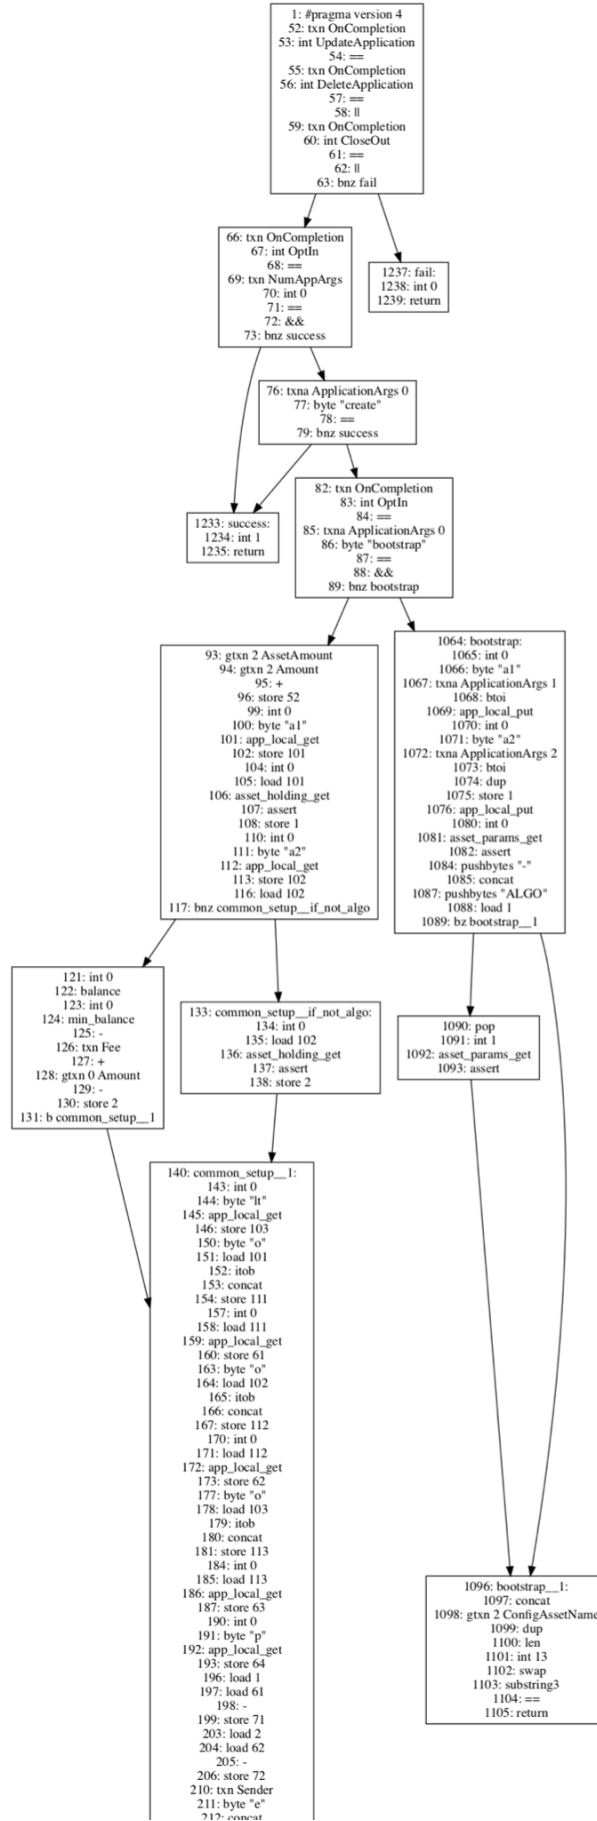 1: #pragma version 4
52: txn OnCompletion
53: int UpdateApplication
54: ==
55: txn OnCompletion
56: int DeleteApplication
57: ==
58: ||
59: txn OnCompletion
60: int CloseOut
61: ==
62: ||
63: bnz fail
66: txn OnCompletion
67: int OptIn
68: ==
69: txn NumAppArgs
70: int 0
71: ==
72: &&
73: bnz success
1237: fail:
1238: int 0
1239: return
76: txna ApplicationArgs 0
77: byte "create"
78: ==
79: bnz success
82: txn OnCompletion
83: int OptIn
84: ==
85: txna ApplicationArgs 0
86: byte "bootstrap"
87: ==
88: &&
89: bnz bootstrap
1233: success:
1234: int 1
1235: return
93: gtxn 2 AssetAmount
94: gtxn 2 Amount
95: +
96: store 52
99: int 0
100: byte "a1"
101: app_local_get
102: store 101
104: int 0
105: load 101
106: asset_holding_get
107: assert
108: store 1
110: int 0
111: byte "a2"
112: app_local_get
113: store 102
116: load 102
117: bnz common_setup__if_not_algo
1064: bootstrap:
1065: int 0
1066: byte "a1"
1067: txna ApplicationArgs 1
1068: btoi
1069: app_local_put
1070: int 0
1071: byte "a2"
1072: txna ApplicationArgs 2
1073: btoi
1074: dup
1075: store 1
1076: app_local_put
1080: int 0
1081: asset_params_get
1082: assert
1084: pushbytes "-"
1085: concat
1087: pushbytes "ALGO"
1088: load 1
1089: bz bootstrap__1
121: int 0
122: balance
123: int 0
124: min_balance
125: -
126: txn Fee
127: +
128: gtxn 0 Amount
129: -
130: store 2
131: b common_setup__1
133: common_setup__if_not_algo:
134: int 0
135: load 102
136: asset_holding_get
137: assert
138: store 2
1090: pop
1091: int 1
1092: asset_params_get
1093: assert
140: common_setup__1:
143: int 0
144: byte "lt"
145: app_local_get
146: store 103
150: byte "o"
151: load 101
152: itob
153: concat
154: store 111
157: int 0
158: load 111
159: app_local_get
160: store 61
163: byte "o"
164: load 102
165: itob
166: concat
167: store 112
170: int 0
171: load 112
172: app_local_get
173: store 62
177: byte "o"
178: load 103
179: itob
180: concat
181: store 113
184: int 0
185: load 113
186: app_local_get
187: store 63
190: int 0
191: byte "p"
192: app_local_get
193: store 64
196: load 1
197: load 61
198: -
199: store 71
203: load 2
204: load 62
205: -
206: store 72
210: txn Sender
211: byte "e"
212: concat
1096: bootstrap__1:
1097: concat
1098: gtxn 2 ConfigAssetName
1099: dup
1100: len
1101: int 13
1102: swap
1103: substring3
1104: ==
1105: return